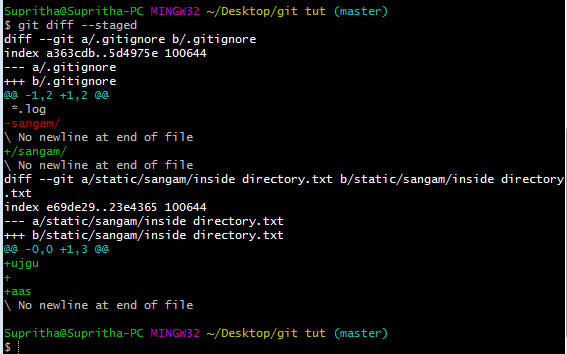 Supritha@Supritha-PC MINGW32 ~/Desktop/git tut (master)
$ git diff --staged
diff --git a/.gitignore b/.gitignore
index a363cdb..5d4975e 100644
--- a/.gitignore
+++ b/.gitignore
@@ -1,2 +1,2 @@
 *.log
-sangam/
\ No newline at end of file
+/sangam/
\ No newline at end of file
diff --git a/static/sangam/inside directory.txt b/static/sangam/inside directory
.txt
index e69de29..23e4365 100644
--- a/static/sangam/inside directory.txt
+++ b/static/sangam/inside directory.txt
@@ -0,0 +1,3 @@
+ujgu
+
+aas
\ No newline at end of file
Supritha@Supritha-PC MINGW32 ~/Desktop/git tut (master)
$